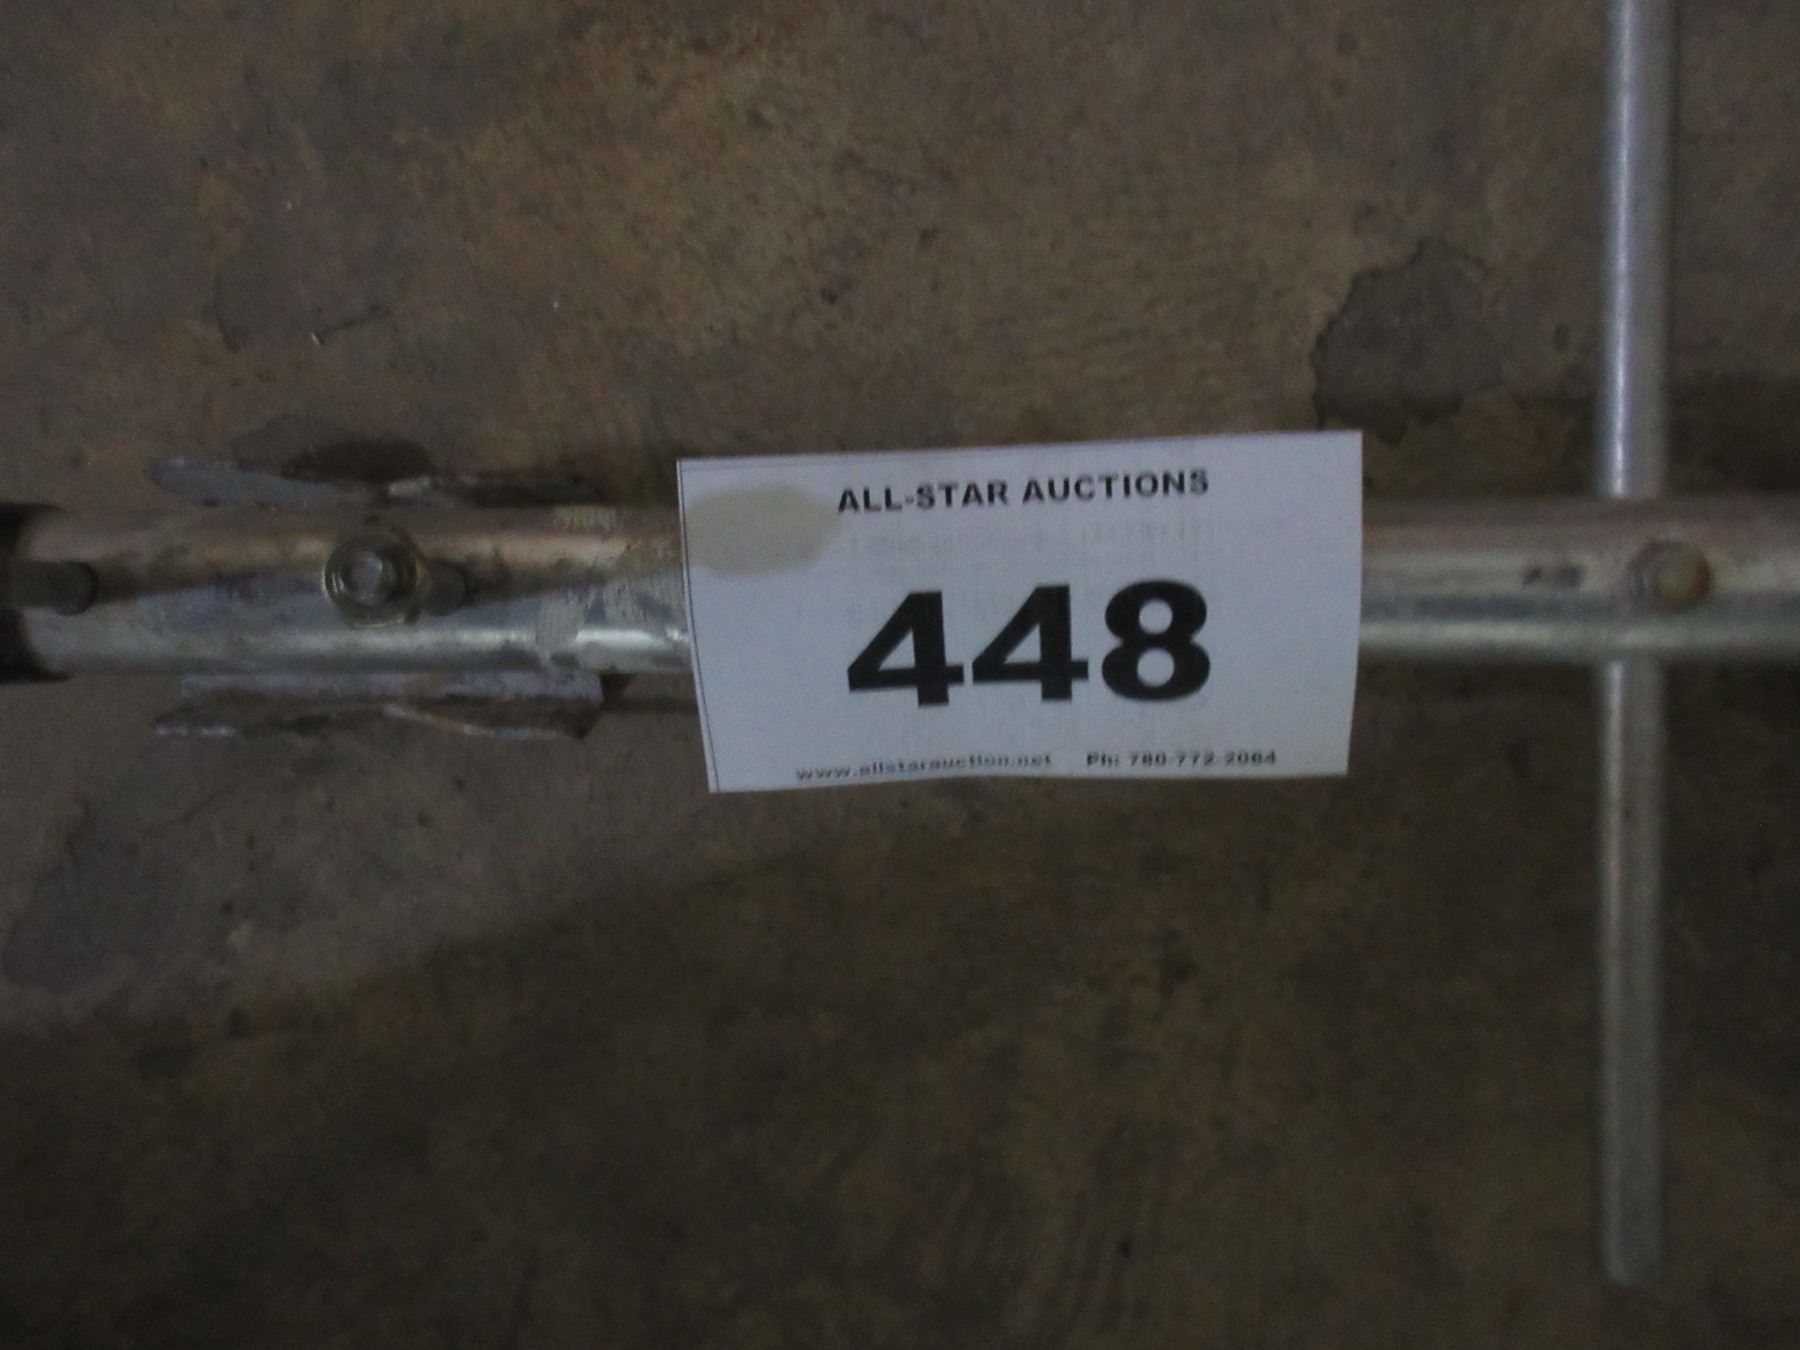 ALL-STAR AUCTIONS
448
www.allstarauction.net Ph: 780-772-2064